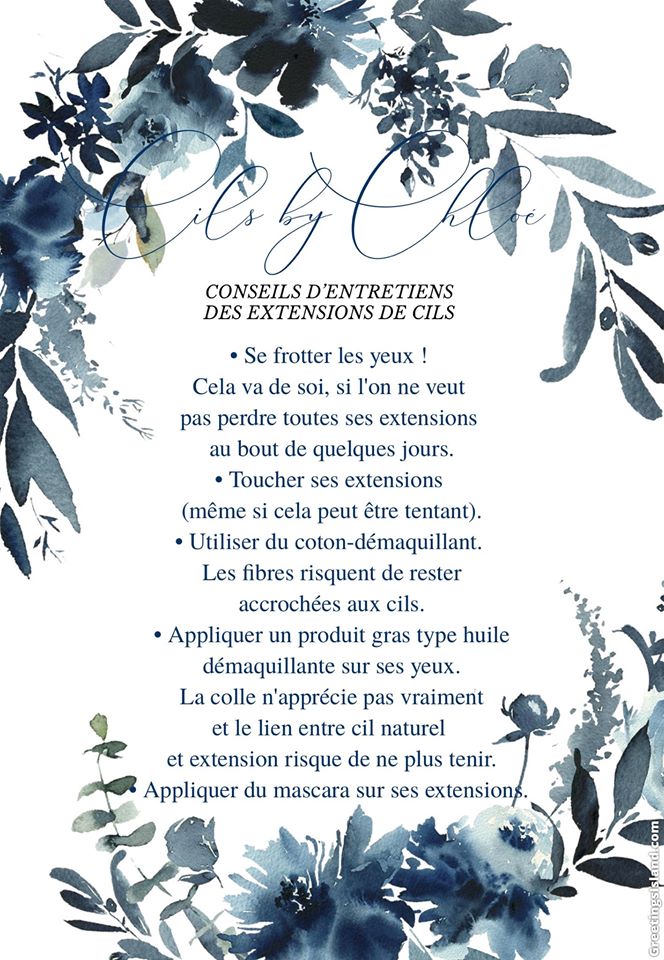 Cils by Chloé
CONSEILS D'ENTRETIENS
DES EXTENSIONS DE CILS
• Se frotter les yeux !
Cela va de soi, si l'on ne veut
pas perdre toutes ses extensions
au bout de quelques jours.
• Toucher ses extensions
(même si cela peut être tentant).
• Utiliser du coton-démaquillant.
Les fibres risquent de rester
accrochées aux cils.
• Appliquer un produit gras type huile
démaquillante sur ses yeux.
La colle n'apprécie pas vraiment
et le lien entre cil naturel
et extension risque de ne plus tenir.
• Appliquer du mascara sur ses extensions.
GreetingsIsland.com